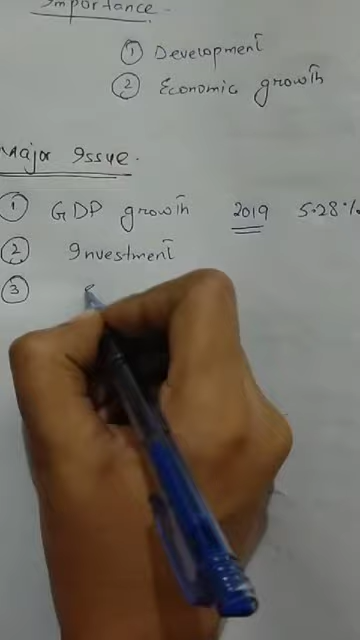 Importance -
① Development
② Economic growth
Major Issue.
① GDP growth 2019 5.28%
② Investment
③